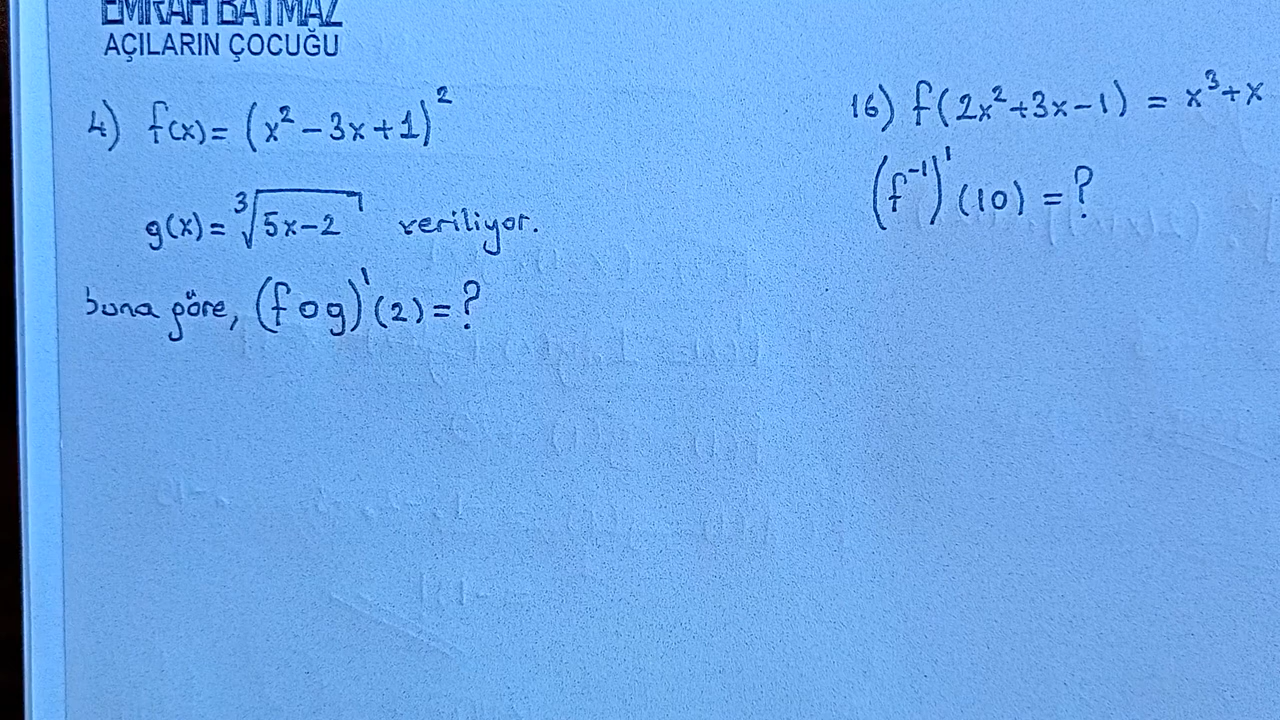 EMRAH BATMAZ
AÇILARIN ÇOCUĞU
4) f(x) = (x² - 3x + 1)²
g(x) = ∛(5x-2) veriliyor.
buna göre, (fog)'(2) = ?
16) f(2x² + 3x - 1) = x³ + x
(f⁻¹)'(10) = ?